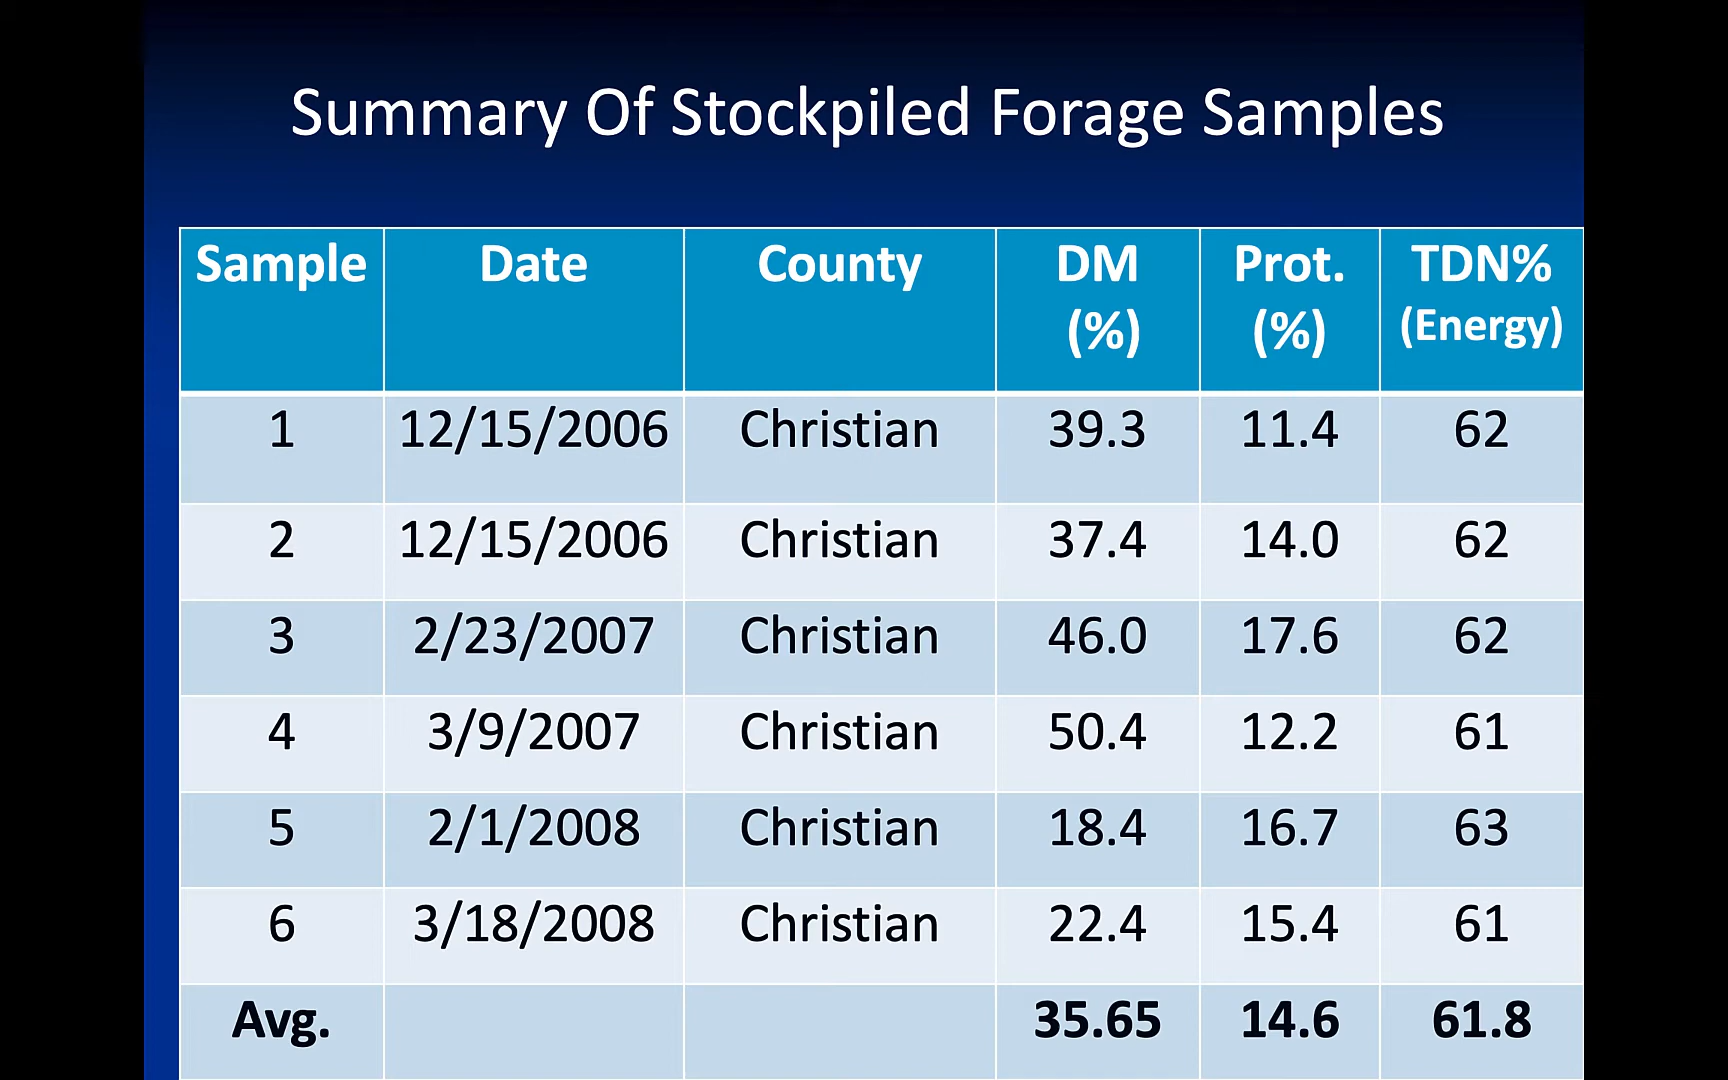 Summary Of Stockpiled Forage Samples
Sample Date County DM (%) Prot. (%) TDN% (Energy)
1 12/15/2006 Christian 39.3 11.4 62
2 12/15/2006 Christian 37.4 14.0 62
3 2/23/2007 Christian 46.0 17.6 62
4 3/9/2007 Christian 50.4 12.2 61
5 2/1/2008 Christian 18.4 16.7 63
6 3/18/2008 Christian 22.4 15.4 61
Avg. 35.65 14.6 61.8